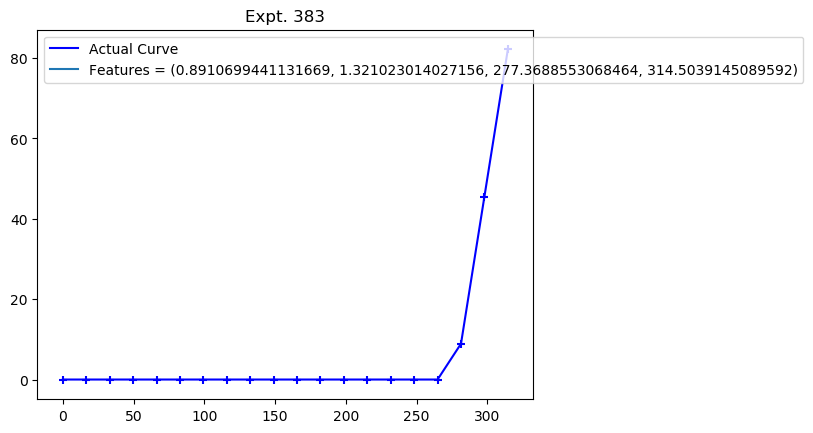 Expt. 383
Actual Curve
Features = (0.8910699441131669, 1.321023014027156, 277.3688553068464, 314.5039145089592)
80
60
40
20
0
0 50 100 150 200 250 300